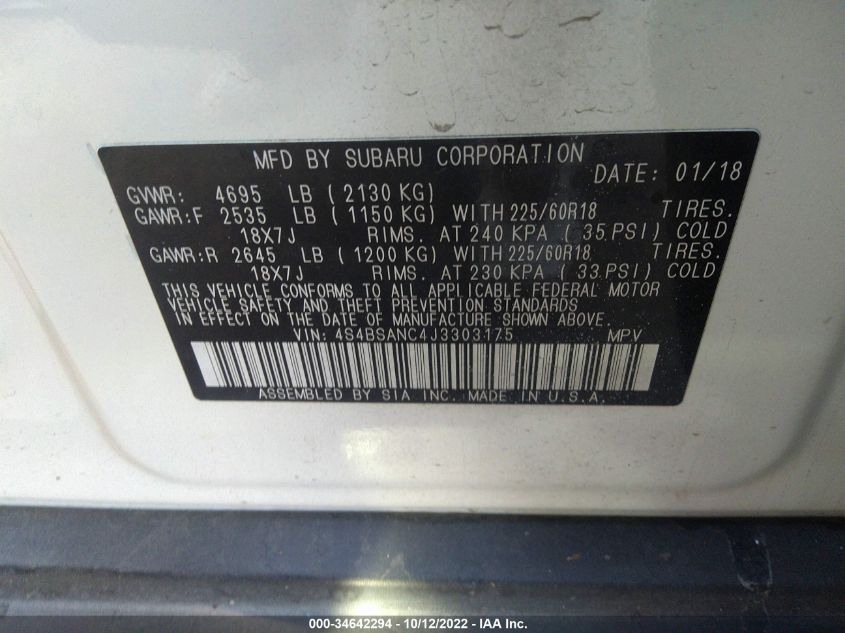 MFD BY SUBARU CORPORATION
DATE: 01/18
GVWR: 4695 LB (2130 KG)
GAWR:F 2535 LB (1150 KG) WITH 225/60R18 TIRES.
18X7J RIMS. AT 240 KPA (35 PSI) COLD
GAWR:R 2645 LB (1200 KG) WITH 225/60R18 TIRES.
18X7J RIMS. AT 230 KPA (33 PSI) COLD
THIS VEHICLE CONFORMS TO ALL APPLICABLE FEDERAL MOTOR
VEHICLE SAFETY AND THEFT PREVENTION STANDARDS
IN EFFECT ON THE DATE OF MANUFACTURE SHOWN ABOVE.
VIN: 4S4BSANC4J3303175 MPV
ASSEMBLED BY SIA INC. MADE IN U.S.A.
000-34642294 - 10/12/2022 - IAA Inc.